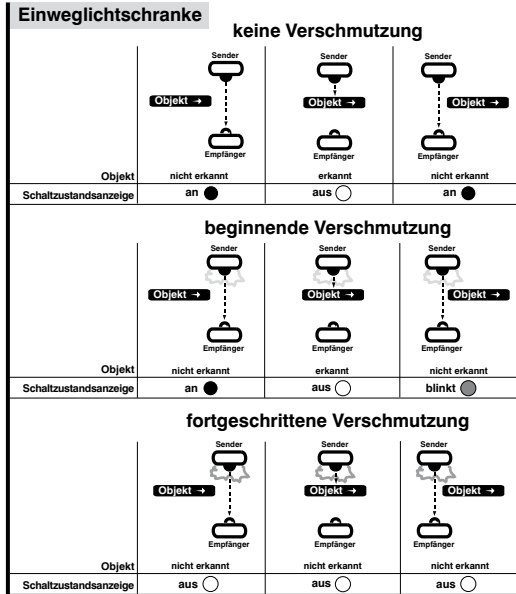 Einweglichtschranke
keine Verschmutzung
Sender Sender Sender
Objekt → Objekt → Objekt →
Empfänger Empfänger Empfänger
Objekt nicht erkannt erkannt nicht erkannt
Schaltzustandsanzeige an aus an
beginnende Verschmutzung
Sender Sender Sender
Objekt → Objekt → Objekt →
Empfänger Empfänger Empfänger
Objekt nicht erkannt erkannt nicht erkannt
Schaltzustandsanzeige an aus blinkt
fortgeschrittene Verschmutzung
Sender Sender Sender
Objekt → Objekt → Objekt →
Empfänger Empfänger Empfänger
Objekt nicht erkannt nicht erkannt nicht erkannt
Schaltzustandsanzeige aus aus aus